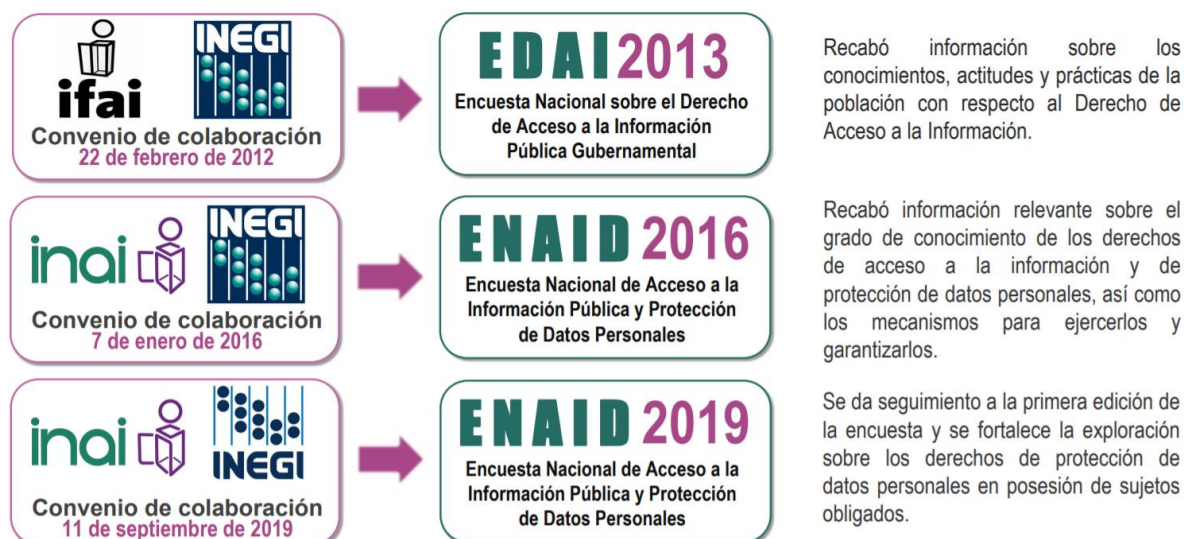 ifai
INEGI
Convenio de colaboración
22 de febrero de 2012
EDAI 2013
Encuesta Nacional sobre el Derecho
de Acceso a la Información
Pública Gubernamental
Recabó información sobre los
conocimientos, actitudes y prácticas de la
población con respecto al Derecho de
Acceso a la Información.
inai
INEGI
Convenio de colaboración
7 de enero de 2016
ENAID 2016
Encuesta Nacional de Acceso a la
Información Pública y Protección
de Datos Personales
Recabó información relevante sobre el
grado de conocimiento de los derechos
de acceso a la información y de
protección de datos personales, así como
los mecanismos para ejercerlos y
garantizarlos.
inai
INEGI
Convenio de colaboración
11 de septiembre de 2019
ENAID 2019
Encuesta Nacional de Acceso a la
Información Pública y Protección
de Datos Personales
Se da seguimiento a la primera edición de
la encuesta y se fortalece la exploración
sobre los derechos de protección de
datos personales en posesión de sujetos
obligados.